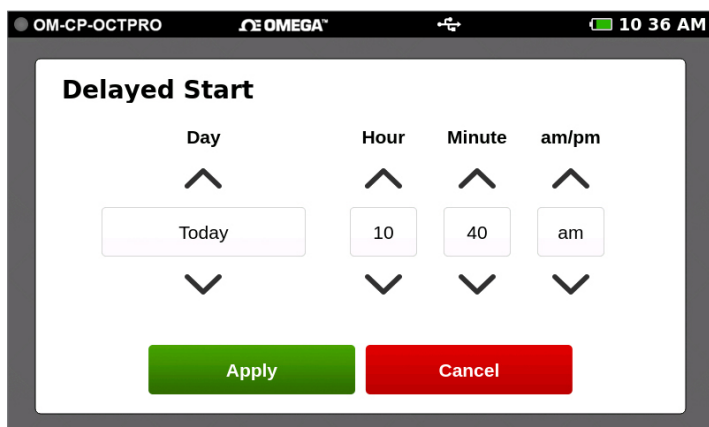 OM-CP-OCTPRO ΩE OMEGA™ 10 36 AM
Delayed Start
Day Hour Minute am/pm
Today 10 40 am
Apply Cancel